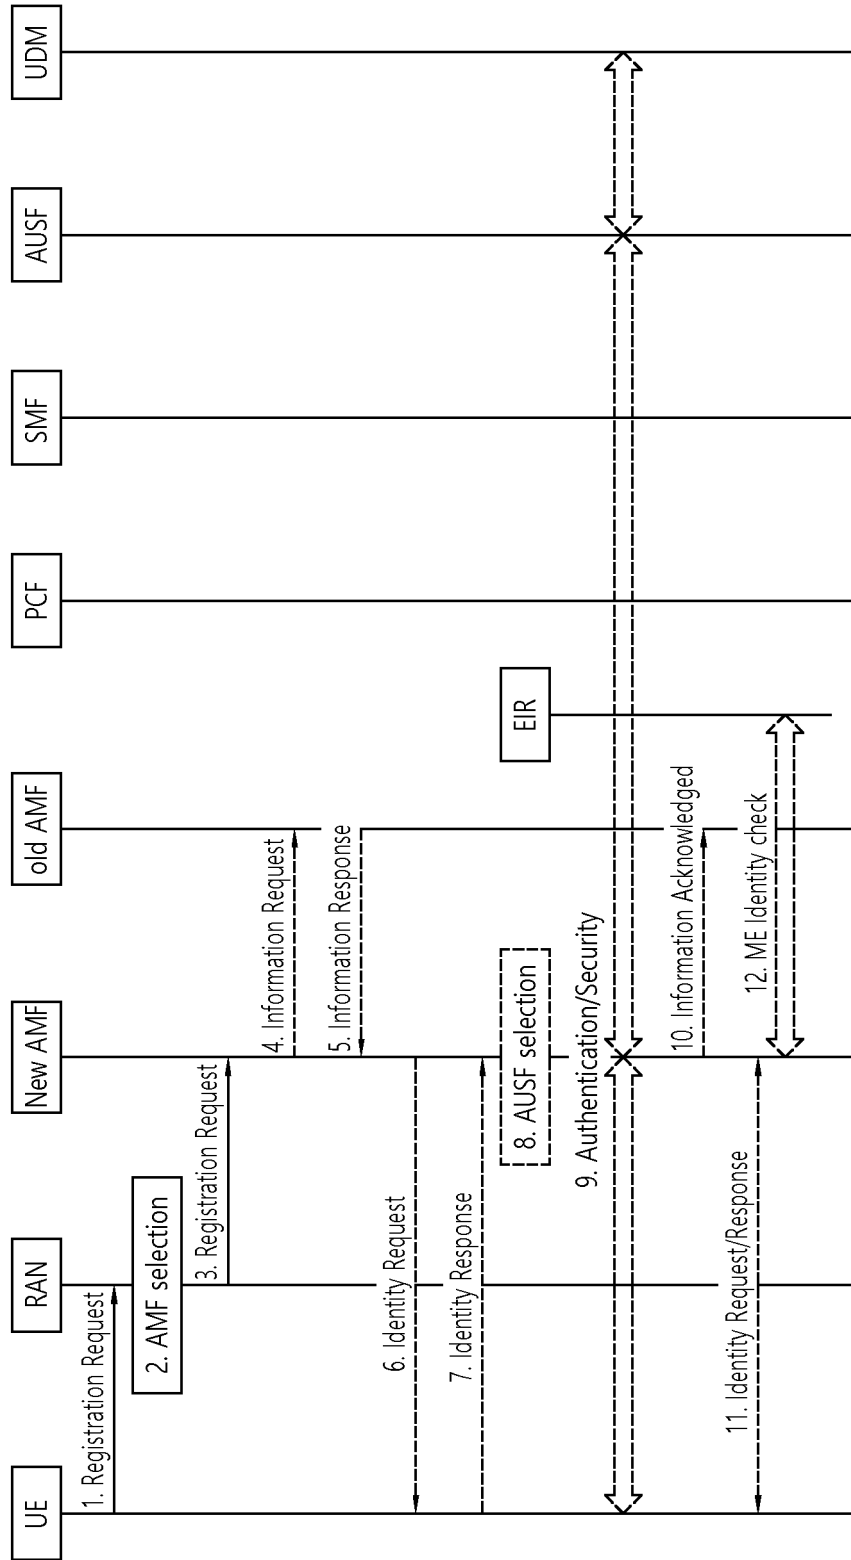 UE
RAN
New AMF
old AMF
PCF
SMF
AUSF
UDM
1. Registration Request
2. AMF selection
3. Registration Request
4. Information Request
5. Information Response
6. Identity Request
7. Identity Response
8. AUSF selection
EIR
9. Authentication/Security
10. Information Acknowledged
11. Identity Request/Response
12. ME Identity check